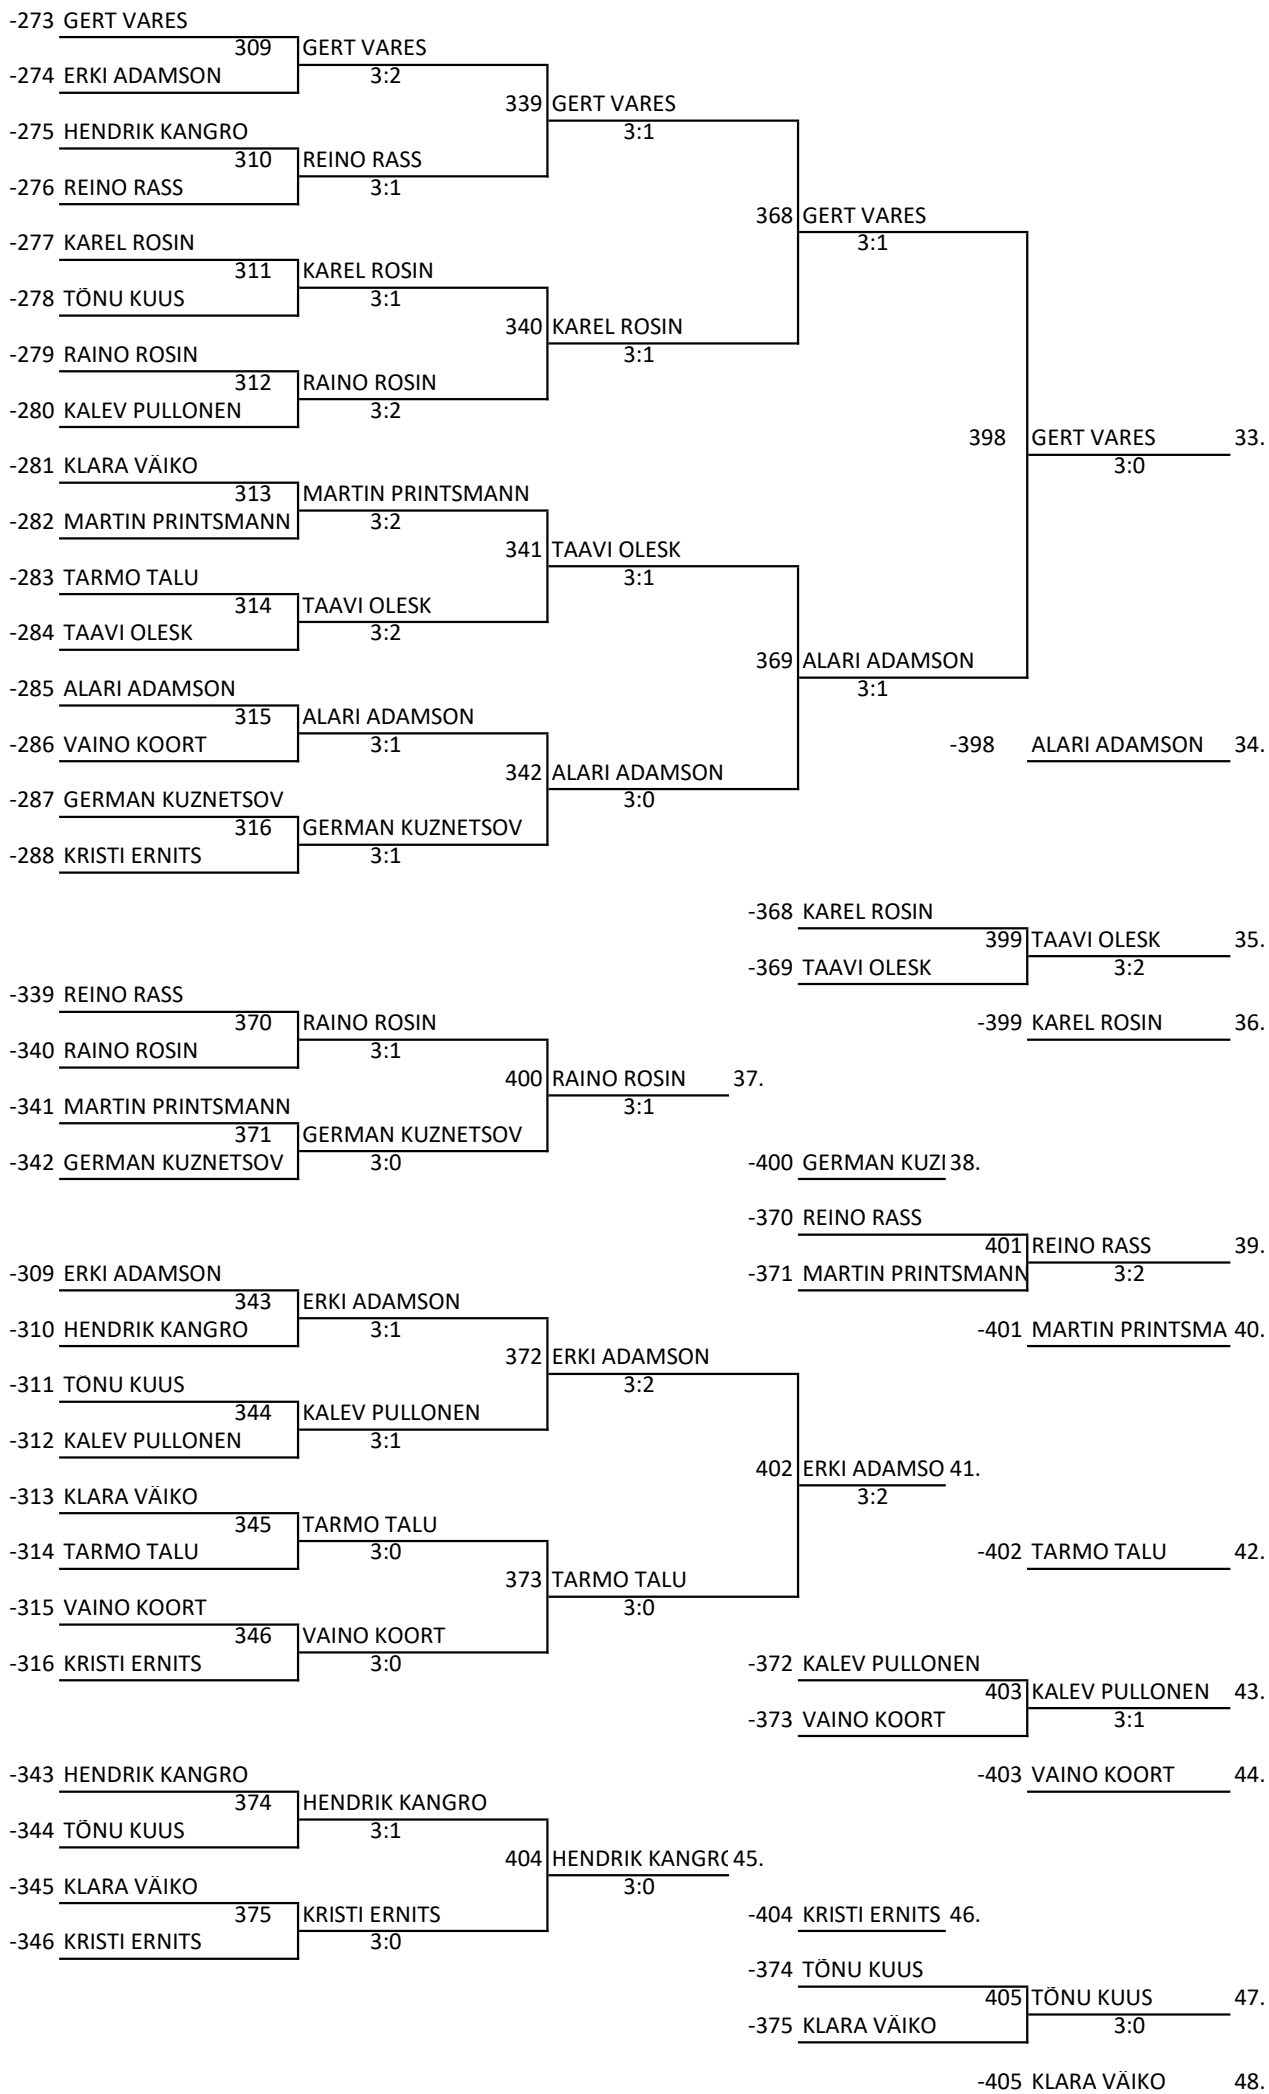 -273 GERT VARES
309 GERT VARES
-274 ERKI ADAMSON 3:2
339 GERT VARES
-275 HENDRIK KANGRO 3:1
310 REINO RASS
-276 REINO RASS 3:1
368 GERT VARES
-277 KAREL ROSIN 3:1
311 KAREL ROSIN
-278 TÕNU KUUS 3:1
340 KAREL ROSIN
-279 RAINO ROSIN 3:1
312 RAINO ROSIN
-280 KALEV PULLONEN 3:2
398 GERT VARES 33.
-281 KLARA VÄIKO 3:0
313 MARTIN PRINTSMANN
-282 MARTIN PRINTSMANN 3:2
341 TAAVI OLESK
-283 TARMO TALU 3:1
314 TAAVI OLESK
-284 TAAVI OLESK 3:2
369 ALARI ADAMSON
-285 ALARI ADAMSON 3:1
315 ALARI ADAMSON
-286 VAINO KOORT 3:1 -398 ALARI ADAMSON 34.
342 ALARI ADAMSON
-287 GERMAN KUZNETSOV 3:0
316 GERMAN KUZNETSOV
-288 KRISTI ERNITS 3:1
-368 KAREL ROSIN
399 TAAVI OLESK 35.
-369 TAAVI OLESK 3:2
-339 REINO RASS
370 RAINO ROSIN -399 KAREL ROSIN 36.
-340 RAINO ROSIN 3:1
400 RAINO ROSIN 37.
-341 MARTIN PRINTSMANN 3:1
371 GERMAN KUZNETSOV
-342 GERMAN KUZNETSOV 3:0 -400 GERMAN KUZI 38.
-370 REINO RASS
401 REINO RASS 39.
-309 ERKI ADAMSON -371 MARTIN PRINTSMANN 3:2
343 ERKI ADAMSON
-310 HENDRIK KANGRO 3:1 -401 MARTIN PRINTSMA 40.
372 ERKI ADAMSON
-311 TÕNU KUUS 3:2
344 KALEV PULLONEN
-312 KALEV PULLONEN 3:1
402 ERKI ADAMSO 41.
-313 KLARA VÄIKO 3:2
345 TARMO TALU
-314 TARMO TALU 3:0 -402 TARMO TALU 42.
373 TARMO TALU
-315 VAINO KOORT 3:0
346 VAINO KOORT
-316 KRISTI ERNITS 3:0 -372 KALEV PULLONEN
403 KALEV PULLONEN 43.
-373 VAINO KOORT 3:1
-343 HENDRIK KANGRO -403 VAINO KOORT 44.
374 HENDRIK KANGRO
-344 TÕNU KUUS 3:1
404 HENDRIK KANGRO 45.
-345 KLARA VÄIKO 3:0
375 KRISTI ERNITS -404 KRISTI ERNITS 46.
-346 KRISTI ERNITS 3:0
-374 TÕNU KUUS
405 TÕNU KUUS 47.
-375 KLARA VÄIKO 3:0
-405 KLARA VÄIKO 48.